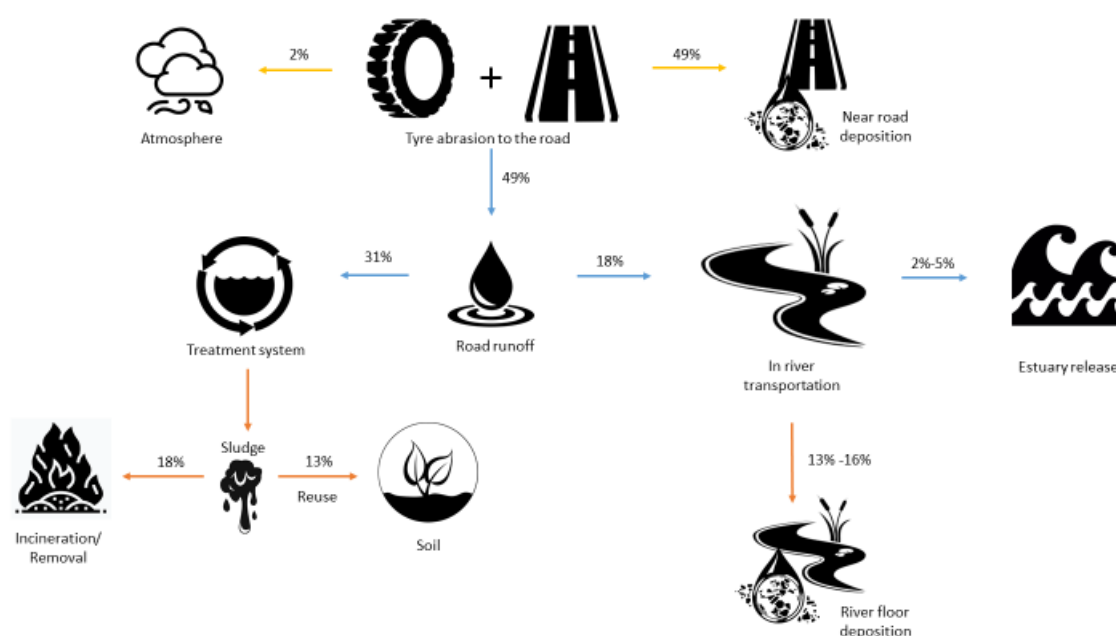 2%
49%
Atmosphere
Tyre abrasion to the road
Near road
deposition
49%
31%
18%
2%-5%
Treatment system
Road runoff
In river
transportation
Estuary release
Sludge
18%
13%
Reuse
13% -16%
Incineration/
Removal
Soil
River floor
deposition